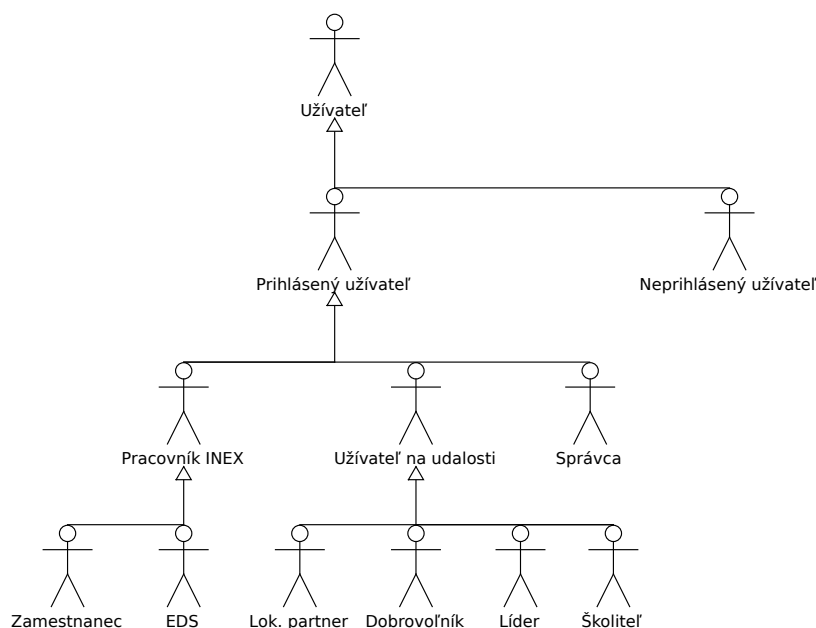 Užívateľ
Prihlásený užívateľ
Neprihlásený užívateľ
Pracovník INEX
Užívateľ na udalosti
Správca
Zamestnanec
EDS
Lok. partner
Dobrovoľník
Líder
Školiteľ